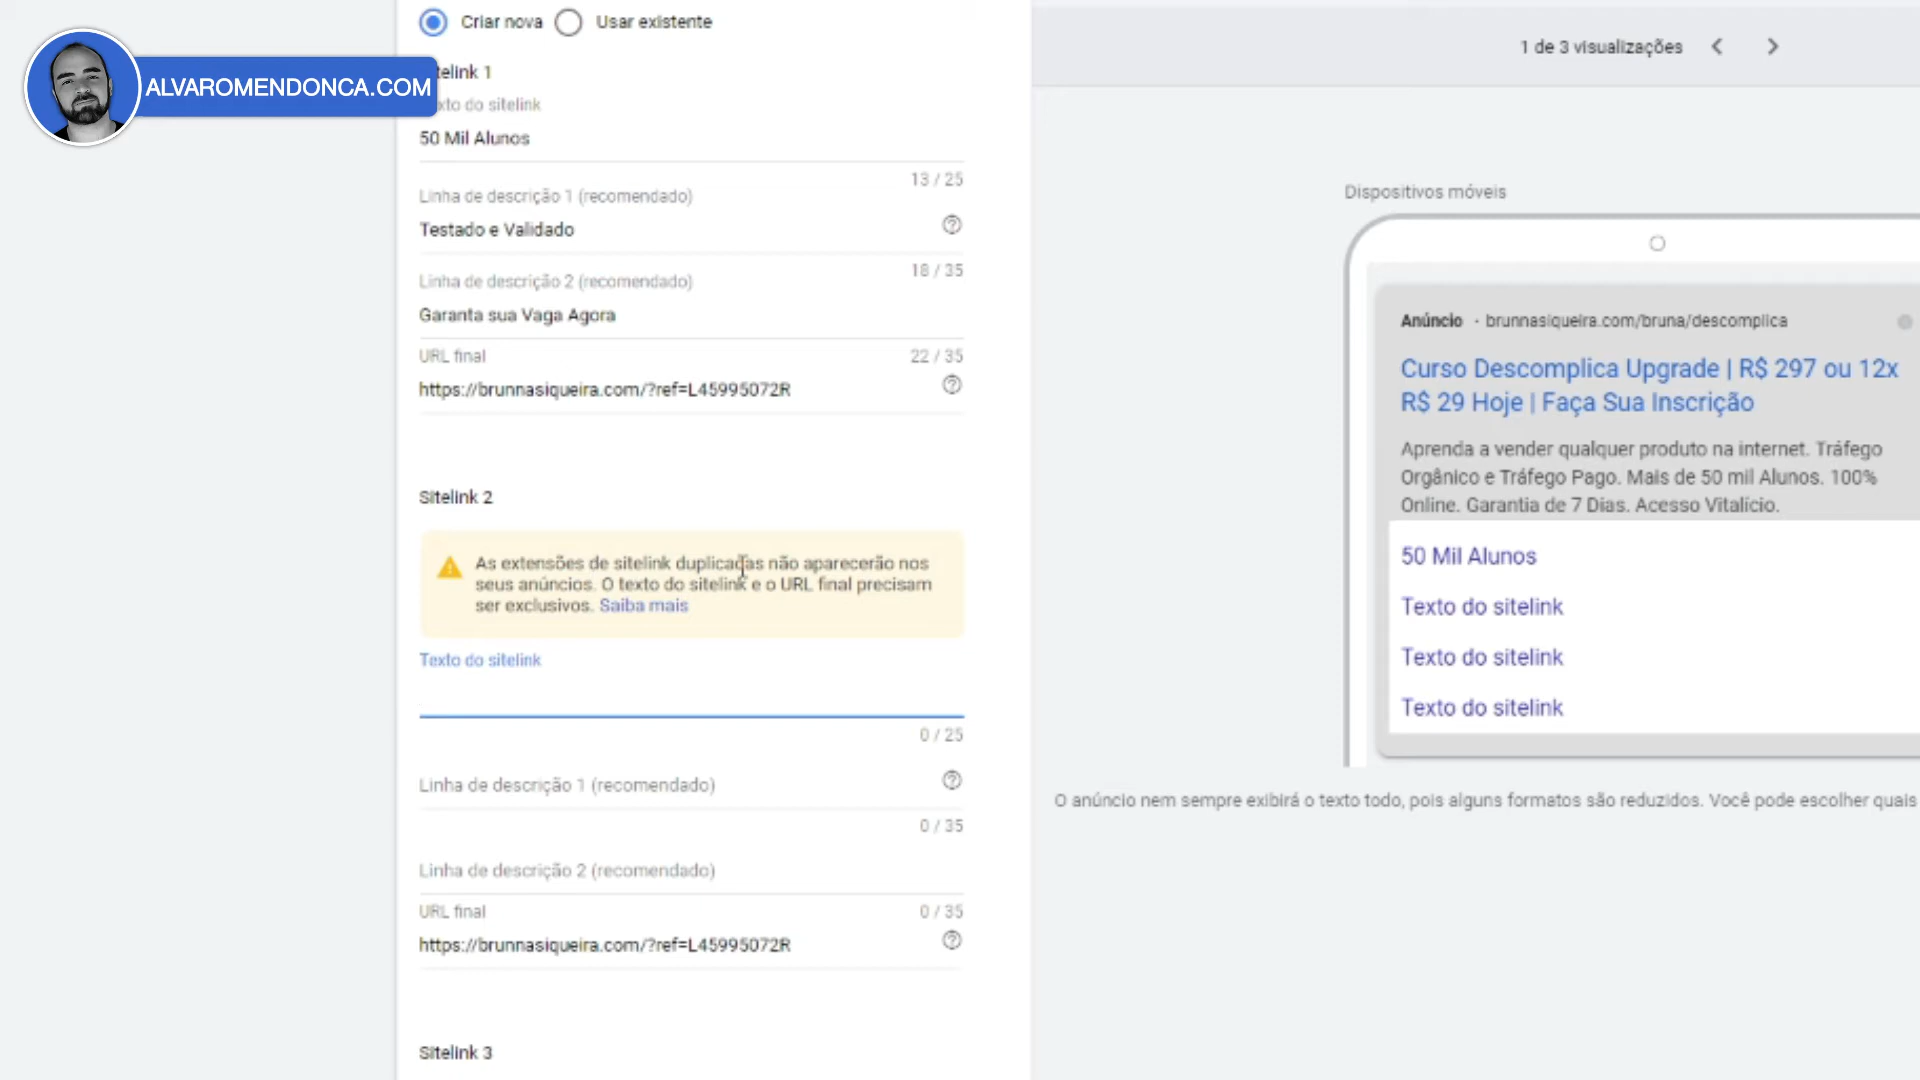 Criar nova
Usar existente
ALVAROMENDONCA.COM
telink 1
xto do sitelink
50 Mil Alunos
13 / 25
Linha de descrição 1 (recomendado)
Testado e Validado
18 / 35
Linha de descrição 2 (recomendado)
Garanta sua Vaga Agora
22 / 35
URL final
https://brunnasiqueira.com/?ref=L45995072R
Sitelink 2
As extensões de sitelink duplicadas não aparecerão nos
seus anúncios. O texto do sitelink e o URL final precisam
ser exclusivos. Saiba mais
Texto do sitelink
0 / 25
Linha de descrição 1 (recomendado)
0 / 35
Linha de descrição 2 (recomendado)
0 / 35
URL final
https://brunnasiqueira.com/?ref=L45995072R
Sitelink 3
1 de 3 visualizações
Dispositivos móveis
Anúncio · brunnasiqueira.com/bruna/descomplica
Curso Descomplica Upgrade | R$ 297 ou 12x
R$ 29 Hoje | Faça Sua Inscrição
Aprenda a vender qualquer produto na internet. Tráfego
Orgânico e Tráfego Pago. Mais de 50 mil Alunos. 100%
Online. Garantia de 7 Dias. Acesso Vitalício.
50 Mil Alunos
Texto do sitelink
Texto do sitelink
Texto do sitelink
O anúncio nem sempre exibirá o texto todo, pois alguns formatos são reduzidos. Você pode escolher quais